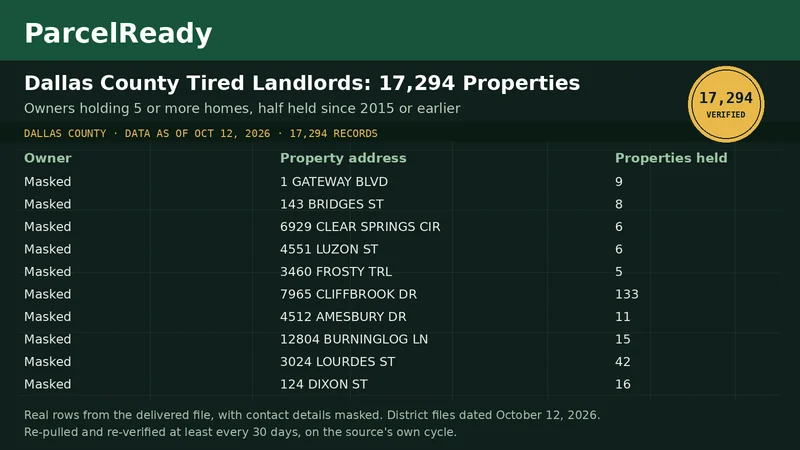 ParcelReady
Dallas County Tired Landlords: 17,294 Properties
Owners holding 5 or more homes, half held since 2015 or earlier
17,294
VERIFIED
DALLAS COUNTY · DATA AS OF OCT 12, 2026 · 17,294 RECORDS
Owner Property address Properties held
Masked 1 GATEWAY BLVD 9
Masked 143 BRIDGES ST 8
Masked 6929 CLEAR SPRINGS CIR 6
Masked 4551 LUZON ST 6
Masked 3460 FROSTY TRL 5
Masked 7965 CLIFFBROOK DR 133
Masked 4512 AMESBURY DR 11
Masked 12804 BURNINGLOG LN 15
Masked 3024 LOURDES ST 42
Masked 124 DIXON ST 16
Real rows from the delivered file, with contact details masked. District files dated October 12, 2026.
Re-pulled and re-verified at least every 30 days, on the source's own cycle.